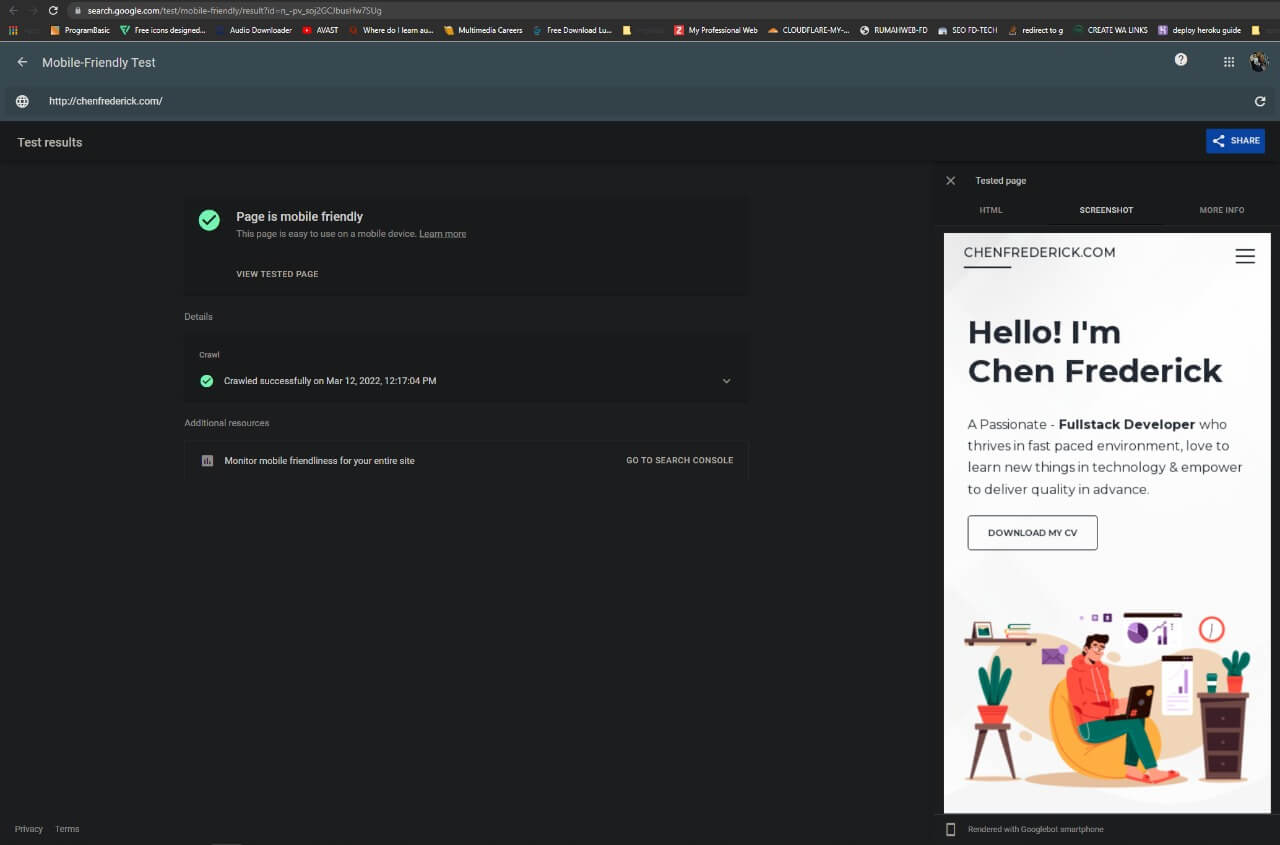 search.google.com/test/mobile-friendly/result?id=n_-pv_soj2GCJbusHw7SUg
ProgramBasic
Free icons designed...
Audio Downloader
AVAST
Where do I learn au...
Multimedia Careers
Free Download Lu...
My Professional Web
CLOUDFLARE-MY-...
RUMAHWEB-FD
SEO FD-TECH
redirect to g
CREATE WA LINKS
deploy heroku guide
Mobile-Friendly Test
http://chenfrederick.com/
Test results
SHARE
Page is mobile friendly
This page is easy to use on a mobile device. Learn more
VIEW TESTED PAGE
Details
Crawl
Crawled successfully on Mar 12, 2022, 12:17:04 PM
Additional resources
Monitor mobile friendliness for your entire site
GO TO SEARCH CONSOLE
Tested page
HTML
SCREENSHOT
MORE INFO
CHENFREDERICK.COM
Hello! I'm
Chen Frederick
A Passionate - Fullstack Developer who
thrives in fast paced environment, love to
learn new things in technology & empower
to deliver quality in advance.
DOWNLOAD MY CV
Privacy
Terms
Rendered with Googlebot smartphone